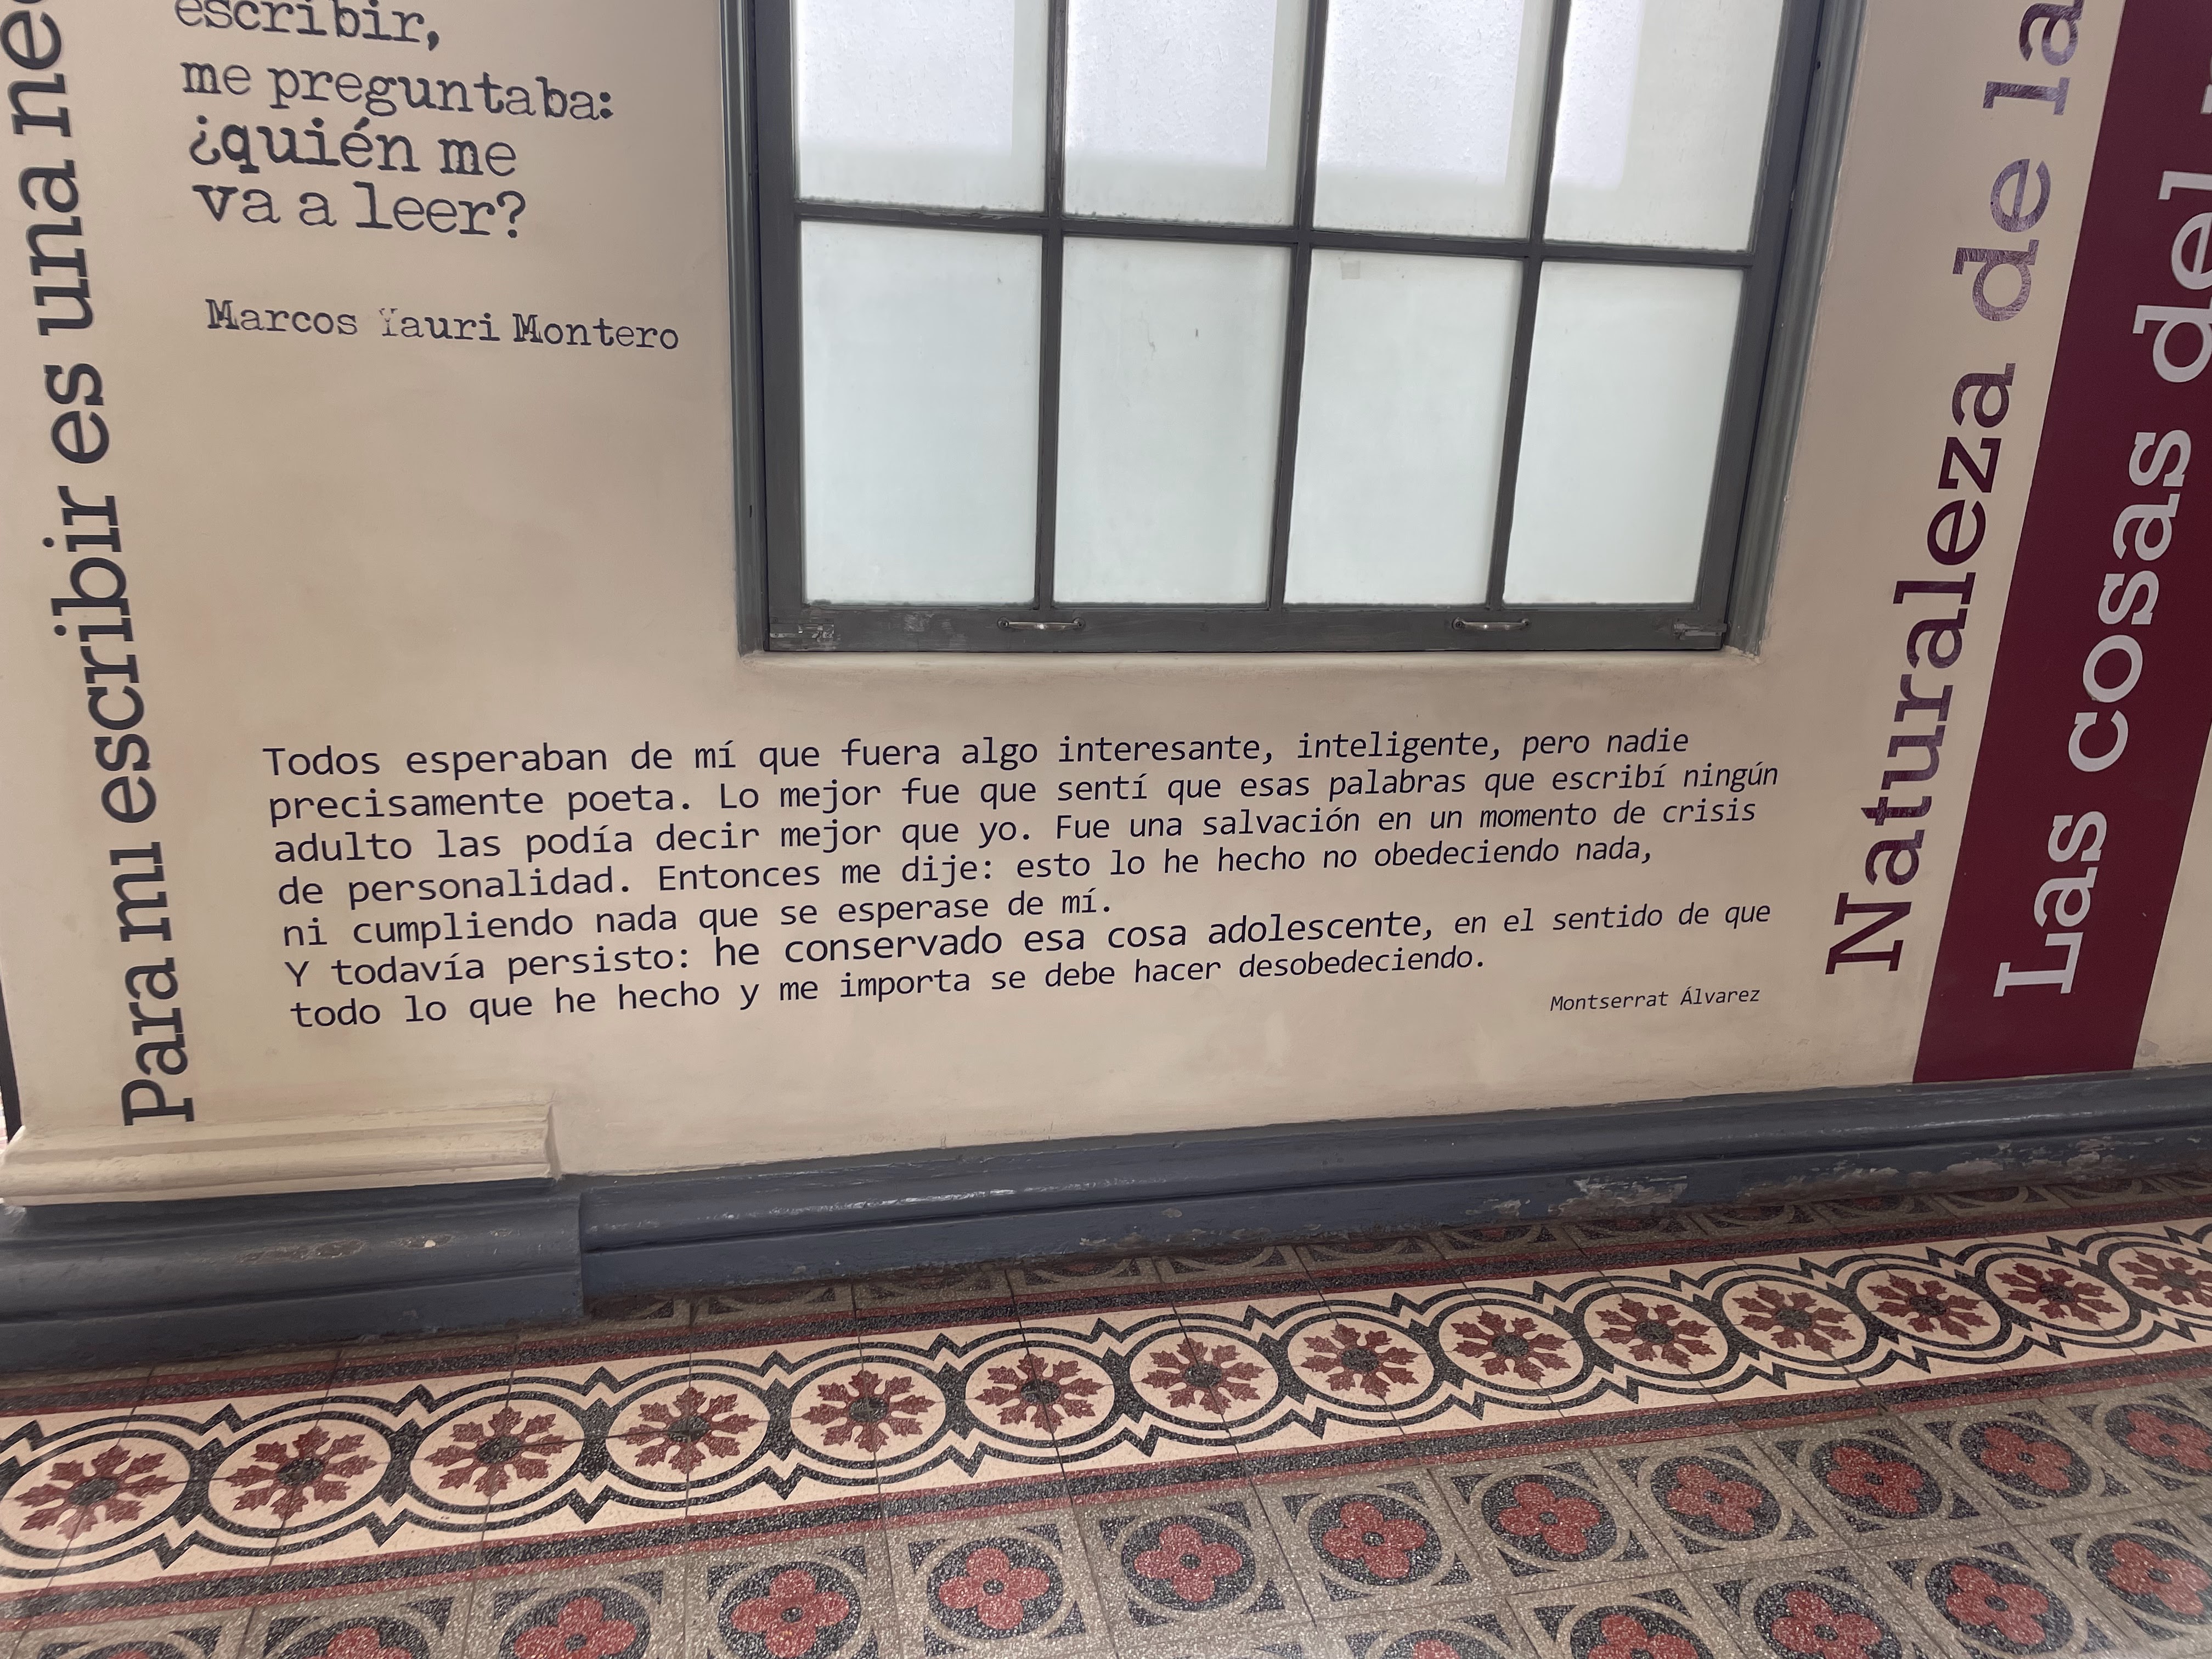 Para mi escribir es una
escribir,
me preguntaba:
¿quién me
va a leer?
Marcos Yauri Montero
Todos esperaban de mí que fuera algo interesante, inteligente, pero nadie
precisamente poeta. Lo mejor fue que sentí que esas palabras que escribí ningún
adulto las podía decir mejor que yo. Fue una salvación en un momento de crisis
de personalidad. Entonces me dije: esto lo he hecho no obedeciendo nada,
ni cumpliendo nada que se esperase de mí.
Y todavía persisto: he conservado esa cosa adolescente, en el sentido de que
todo lo que he hecho y me importa se debe hacer desobedeciendo.
Montserrat Álvarez
Naturaleza de la
Las cosas del